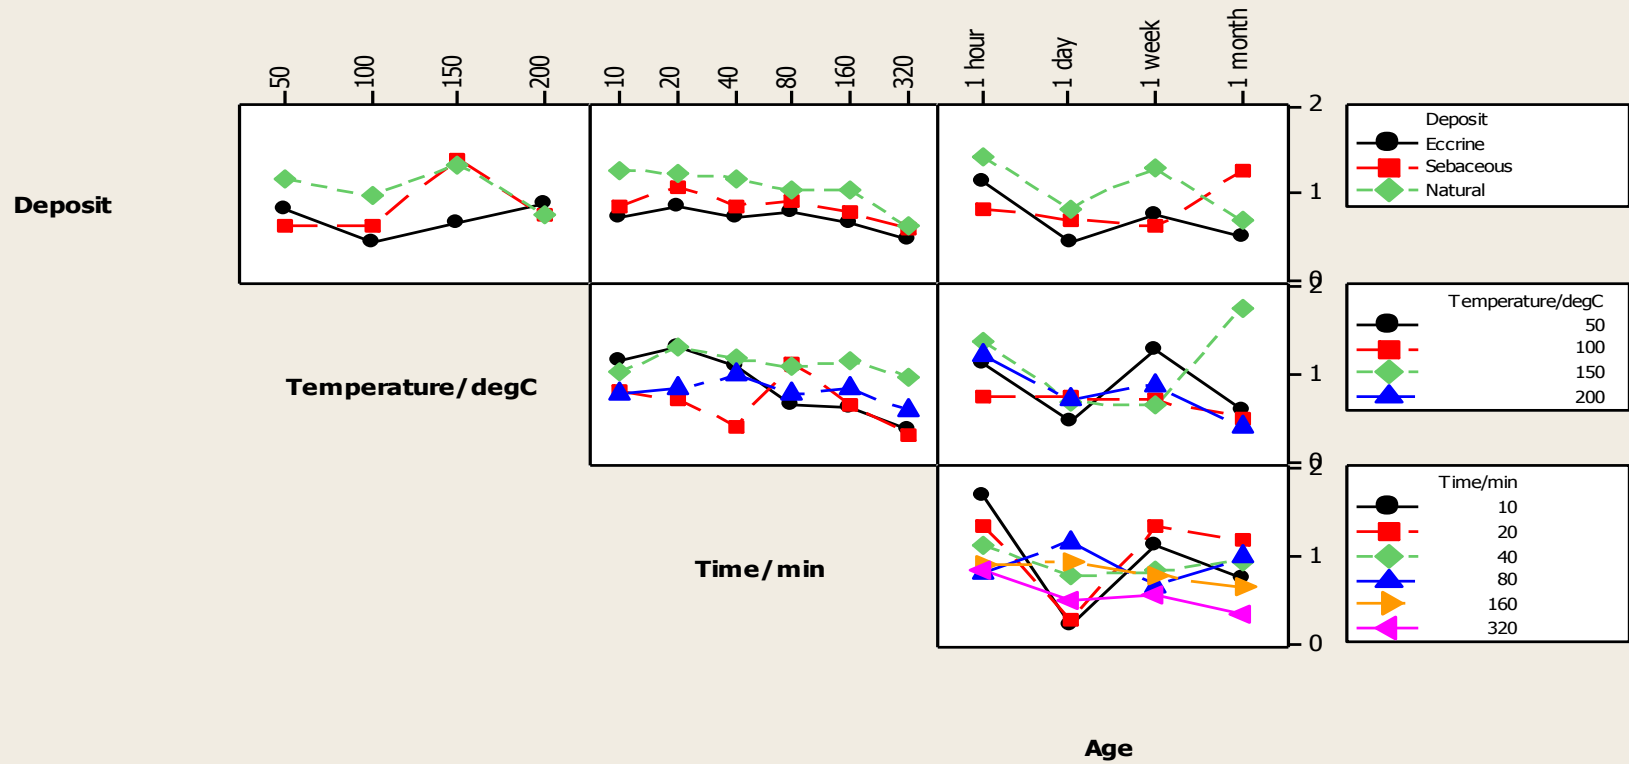 50 100 150 200 10 20 40 80 160 320 1 hour 1 day 1 week 1 month
2
1
0
Deposit
Deposit
Eccrine
Sebaceous
Natural
2
1
0
Temperature/degC
Temperature/degC
50
100
150
200
2
1
0
Time/min
Time/min
10
20
40
80
160
320
Age